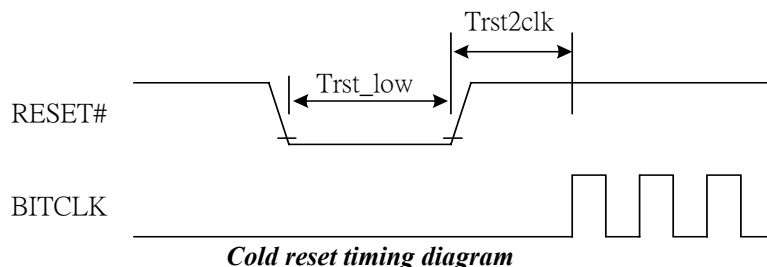 Trst2clk
Trst_low
RESET#
BITCLK
Cold reset timing diagram